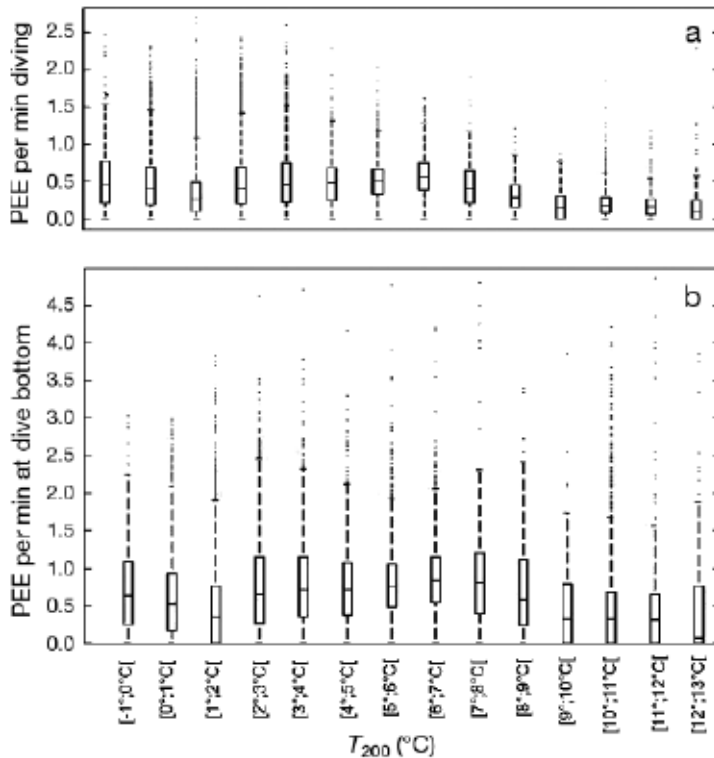 a
PEE per min diving
2.5
2.0
1.5
1.0
0.5
0.0
b
PEE per min at dive bottom
4.5
4.0
3.5
3.0
2.5
2.0
1.5
1.0
0.5
0.0
[-1°;0°C]
[0°;1°C]
[1°;2°C]
[2°;3°C]
[3°;4°C]
[4°;5°C]
[5°;6°C]
[6°;7°C]
[7°;8°C]
[8°;9°C]
[9°;10°C]
[10°;11°C]
[11°;12°C]
[12°;13°C]
T200 (°C)